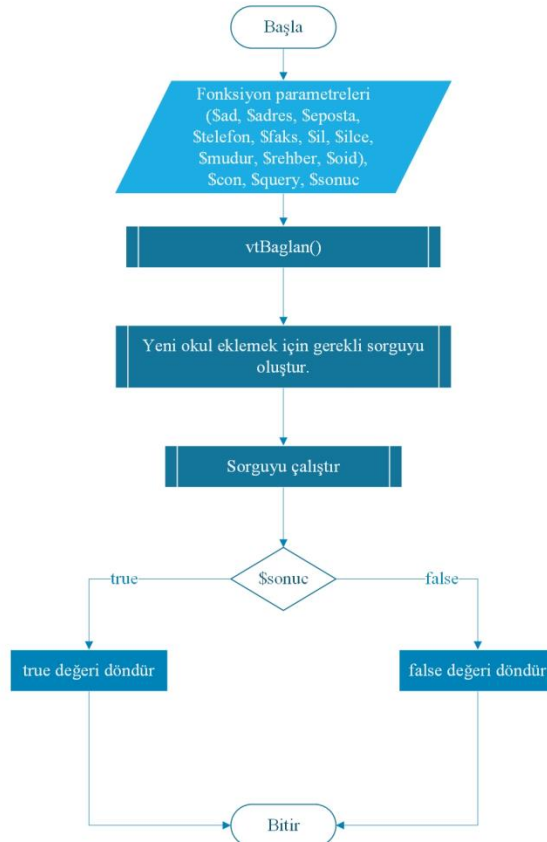 Başla
Fonksiyon parametreleri
($ad, $adres, $eposta,
$telefon, $faks, $il, $ilce,
$mudur, $rehber, $oid),
$con, $query, $sonuc
vtBaglan()
Yeni okul eklemek için gerekli sorguyu
oluştur.
Sorguyu çalıştır
true
$sonuc
false
true değeri döndür
false değeri döndür
Bitir